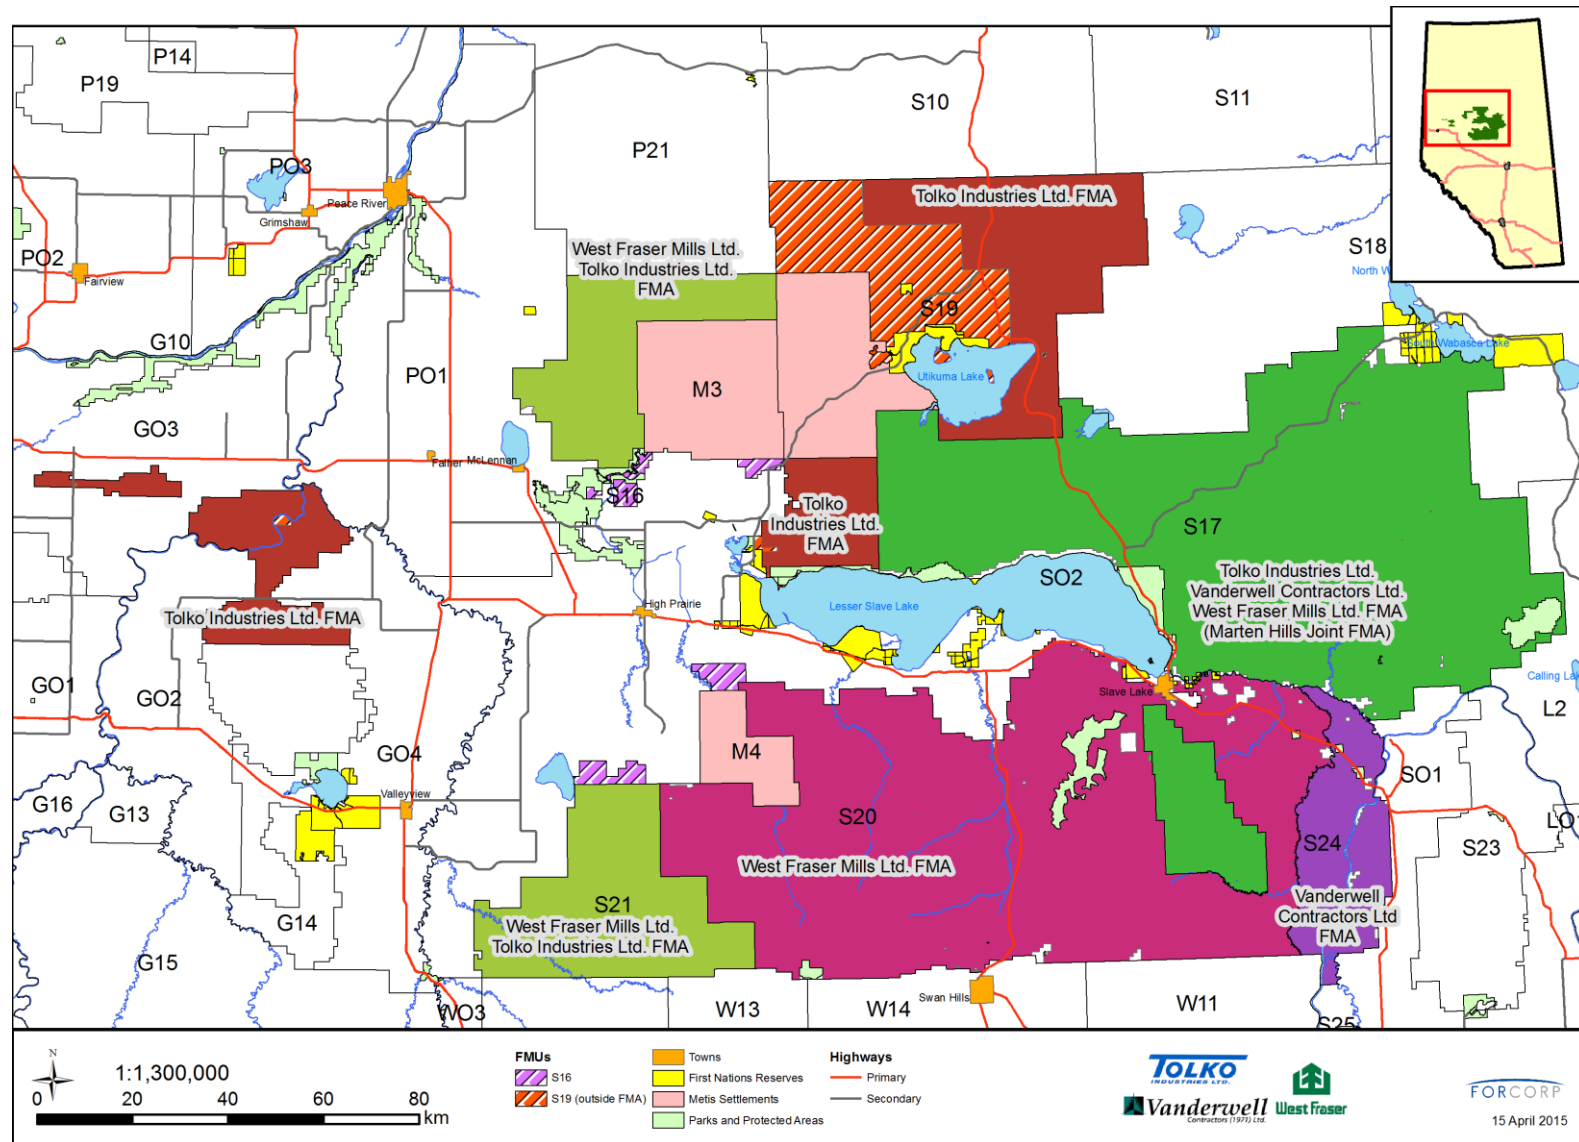 P14
P19
S10
S11
PO3
P21
Peace River
Grimshaw
Tolko Industries Ltd. FMA
West Fraser Mills Ltd.
Tolko Industries Ltd.
FMA
S18
North W
PO2
Fairview
S19
G10
South Wabasca Lake
PO1
Utikuma Lake
M3
GO3
Falher
McLennan
S16
Tolko
Industries Ltd.
FMA
S17
SO2
Tolko Industries Ltd.
Vanderwell Contractors Ltd.
West Fraser Mills Ltd. FMA
(Marten Hills Joint FMA)
High Prairie
Lesser Slave Lake
Tolko Industries Ltd. FMA
GO1
GO2
Slave Lake
Calling La
L2
GO4
M4
SO1
Valleyview
G16
G13
S20
LO1
S24
S23
West Fraser Mills Ltd. FMA
S21
West Fraser Mills Ltd.
Tolko Industries Ltd. FMA
Vanderwell
Contractors Ltd
FMA
G14
G15
Swan Hills
WO3
W13
W14
W11
S25
N
1:1,300,000
0 20 40 60 80
km
FMUs
S16
S19 (outside FMA)
Towns
First Nations Reserves
Metis Settlements
Parks and Protected Areas
Highways
Primary
Secondary
TOLKO
INDUSTRIES LTD.
Vanderwell
Contractors (1971) Ltd.
West Fraser
FORCORP
15 April 2015